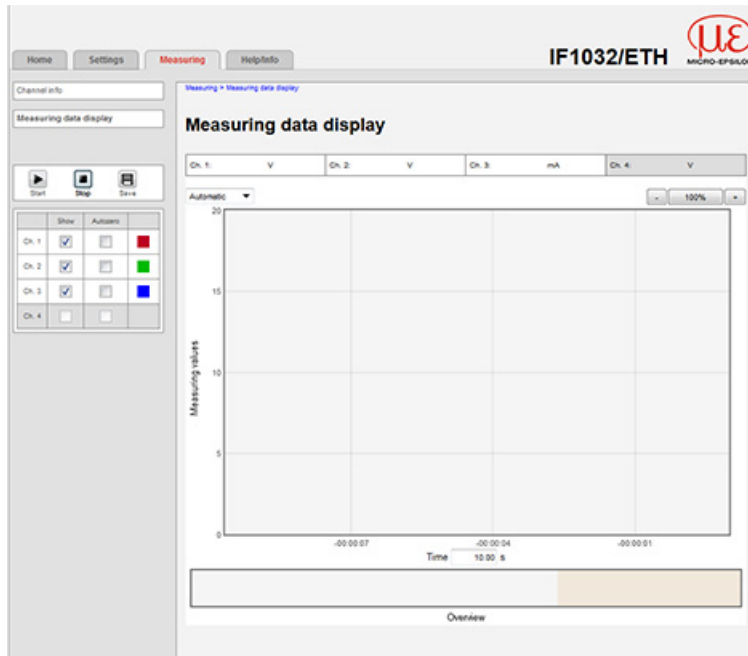 Home Settings Measuring Help/Info IF1032/ETH με
MICRO-EPSILON
Channel info
Measuring > Measuring data display
Measuring data display
Measuring data display
Ch. 1: V Ch. 2: V Ch. 3: mA Ch. 4: V
Start Stop Save
Automatic - 100% +
Show Autozero
Ch. 1
Ch. 2
Ch. 3
Ch. 4
Measuring values
20
15
10
5
0
-00:00:07 -00:00:04 -00:00:01
Time 10.00 s
Overview